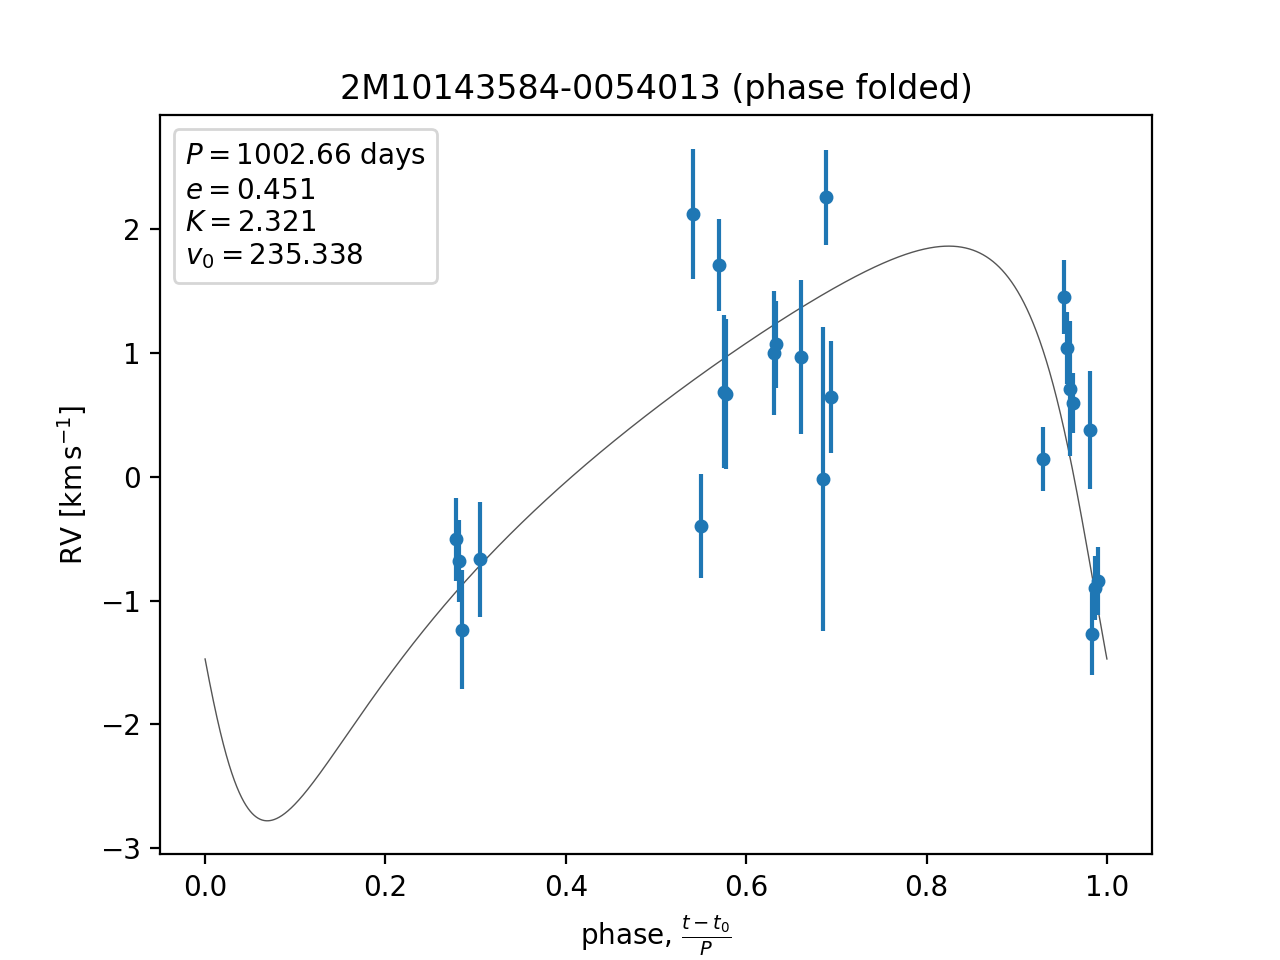 2M10143584-0054013 (phase folded)
P = 1002.66 days
e = 0.451
K = 2.321
v₀ = 235.338
RV [km s⁻¹]
2
1
0
−1
−2
−3
0.0 0.2 0.4 0.6 0.8 1.0
phase, (t − t₀)/P